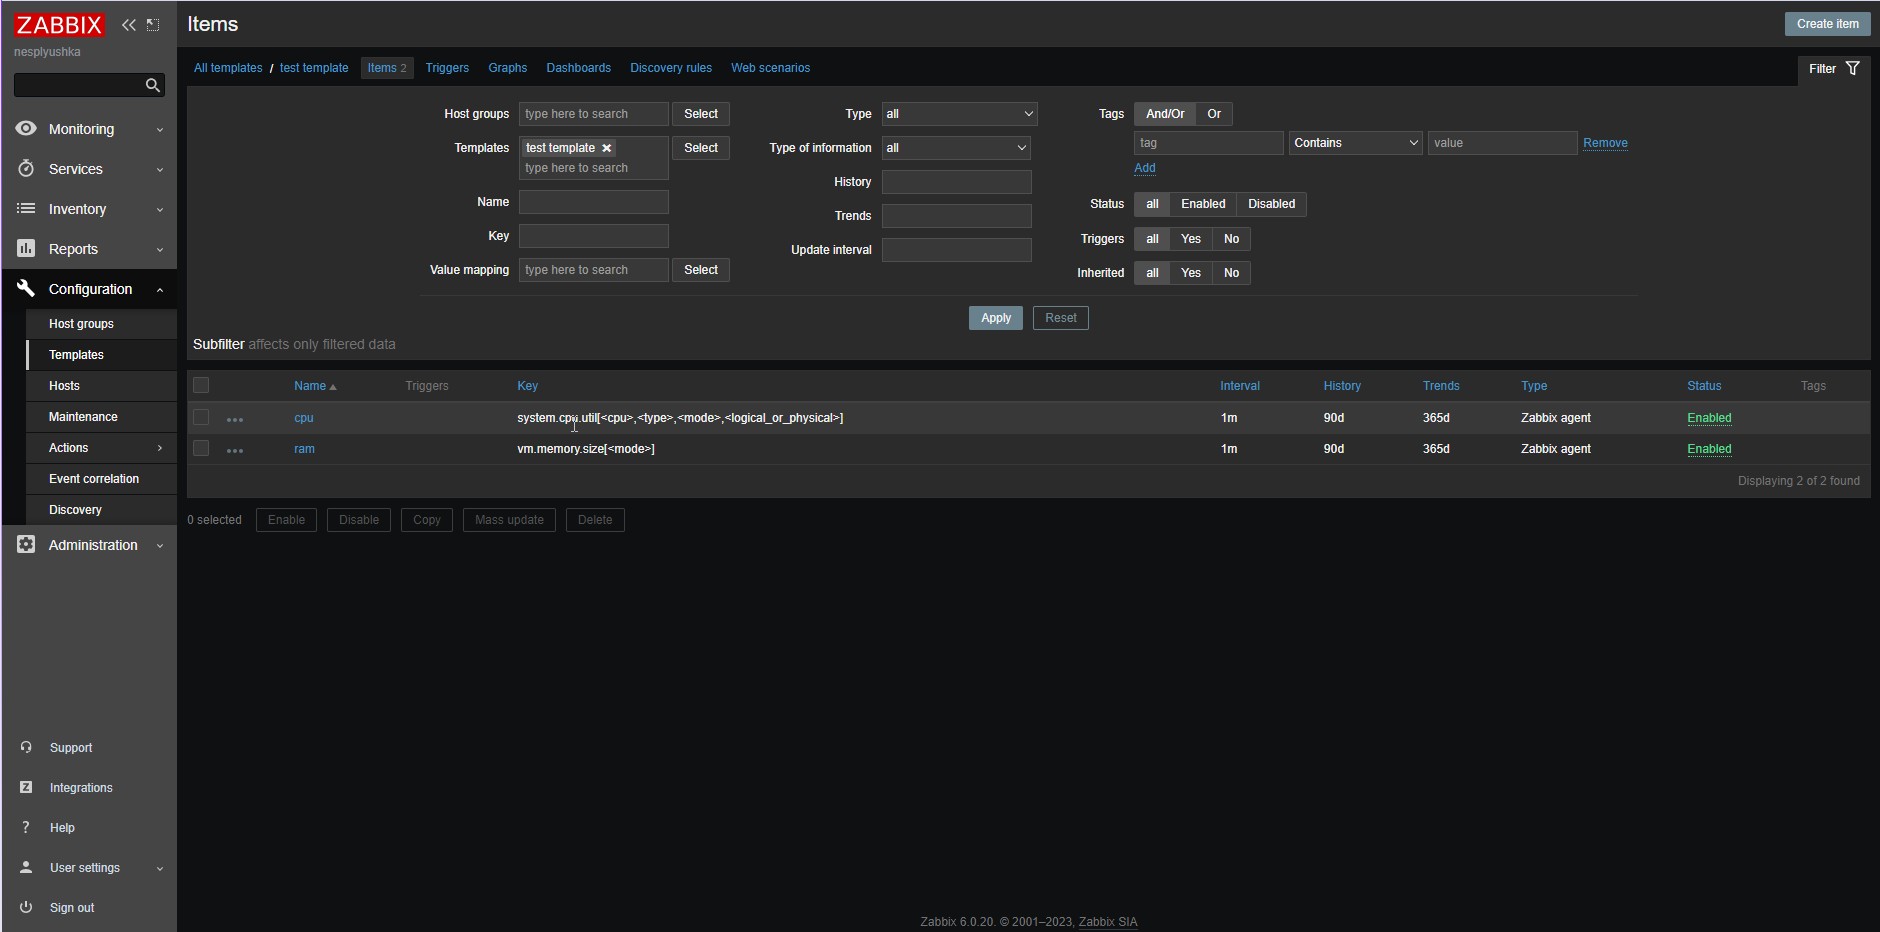 ZABBIX
nesplyushka
Monitoring
Services
Inventory
Reports
Configuration
Host groups
Templates
Hosts
Maintenance
Actions
Event correlation
Discovery
Administration
Support
Integrations
Help
User settings
Sign out
Items
Create item
All templates / test template Items 2 Triggers Graphs Dashboards Discovery rules Web scenarios
Filter
Host groups type here to search Select
Templates test template Select
type here to search
Name
Key
Value mapping type here to search Select
Type all
Type of information all
History
Trends
Update interval
Tags And/Or Or
tag Contains value Remove
Add
Status all Enabled Disabled
Triggers all Yes No
Inherited all Yes No
Apply Reset
Subfilter affects only filtered data
Name Triggers Key Interval History Trends Type Status Tags
cpu system.cpu.util[<cpu>,<type>,<mode>,<logical_or_physical>] 1m 90d 365d Zabbix agent Enabled
ram vm.memory.size[<mode>] 1m 90d 365d Zabbix agent Enabled
Displaying 2 of 2 found
0 selected Enable Disable Copy Mass update Delete
Zabbix 6.0.20. © 2001–2023, Zabbix SIA